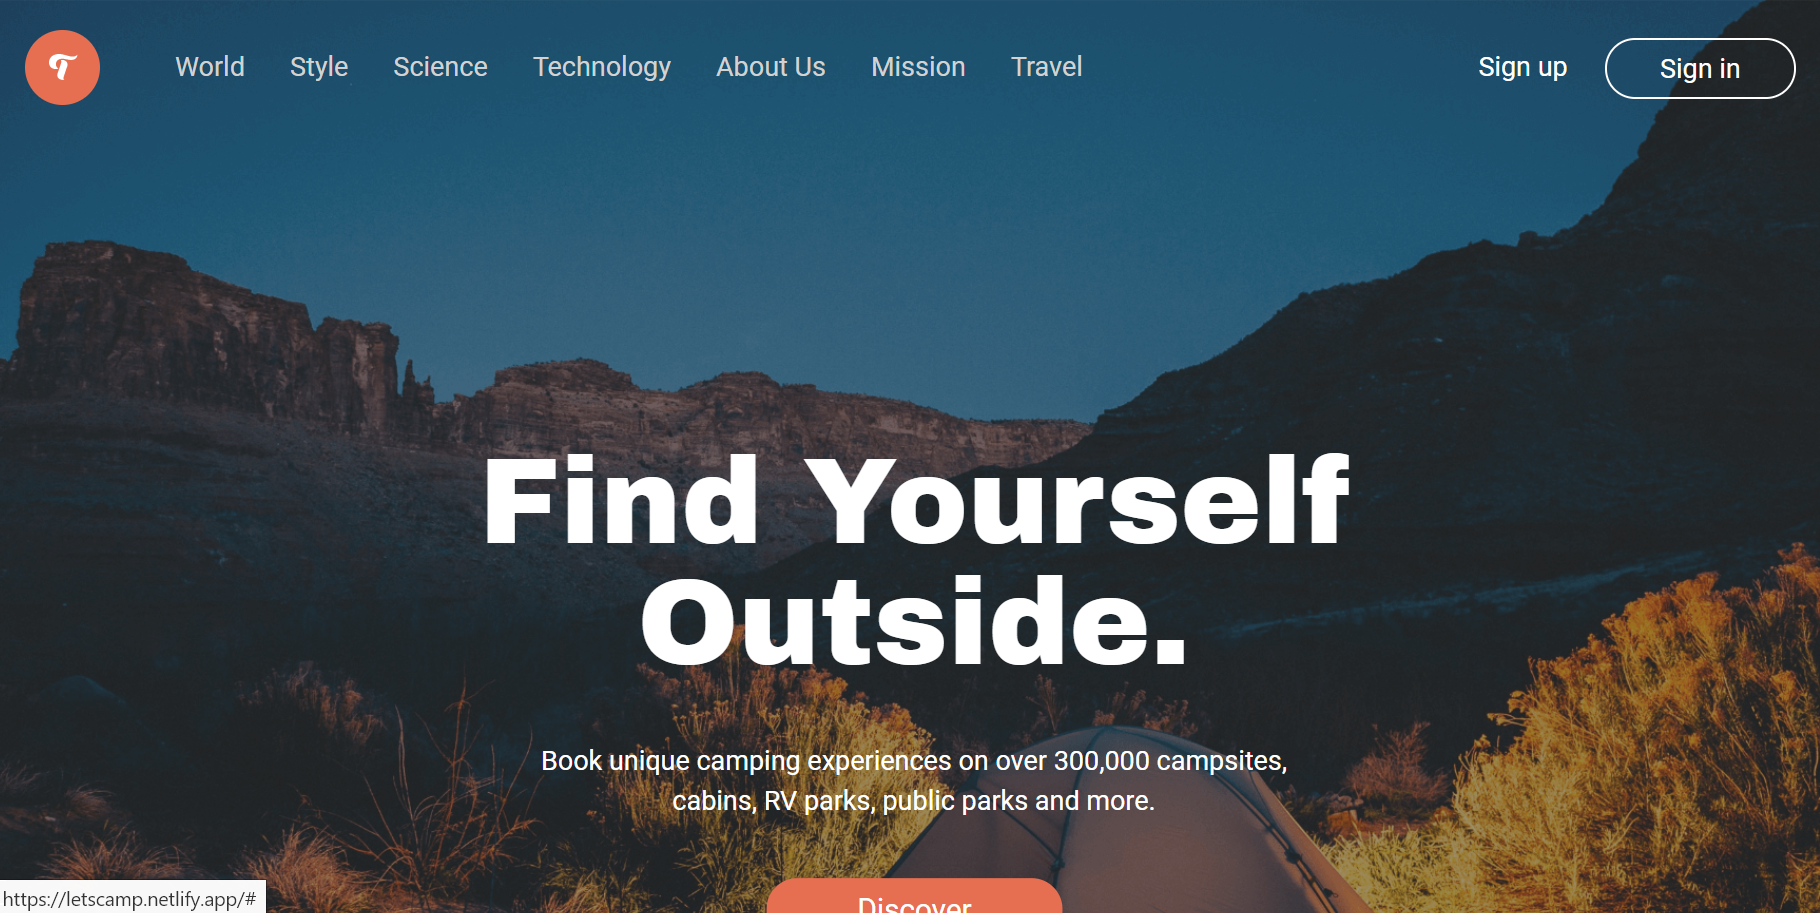 T
World Style Science Technology About Us Mission Travel Sign up Sign in
Find Yourself
Outside.
Book unique camping experiences on over 300,000 campsites,
cabins, RV parks, public parks and more.
Discover
https://letscamp.netlify.app/#